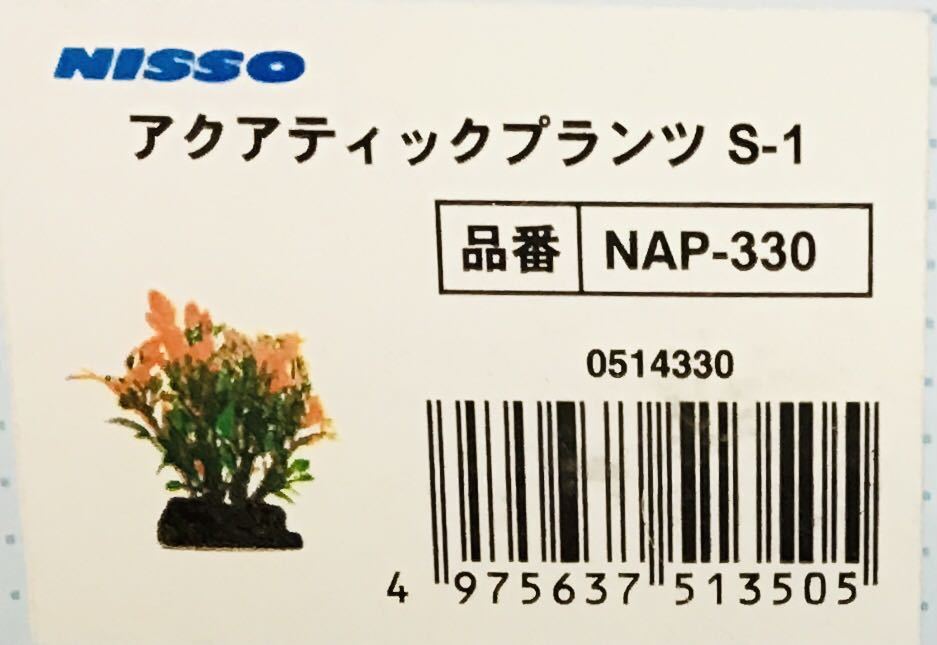 NISSO
アクアティックプランツ S-1
品番 NAP-330
0514330
4 975637 513505